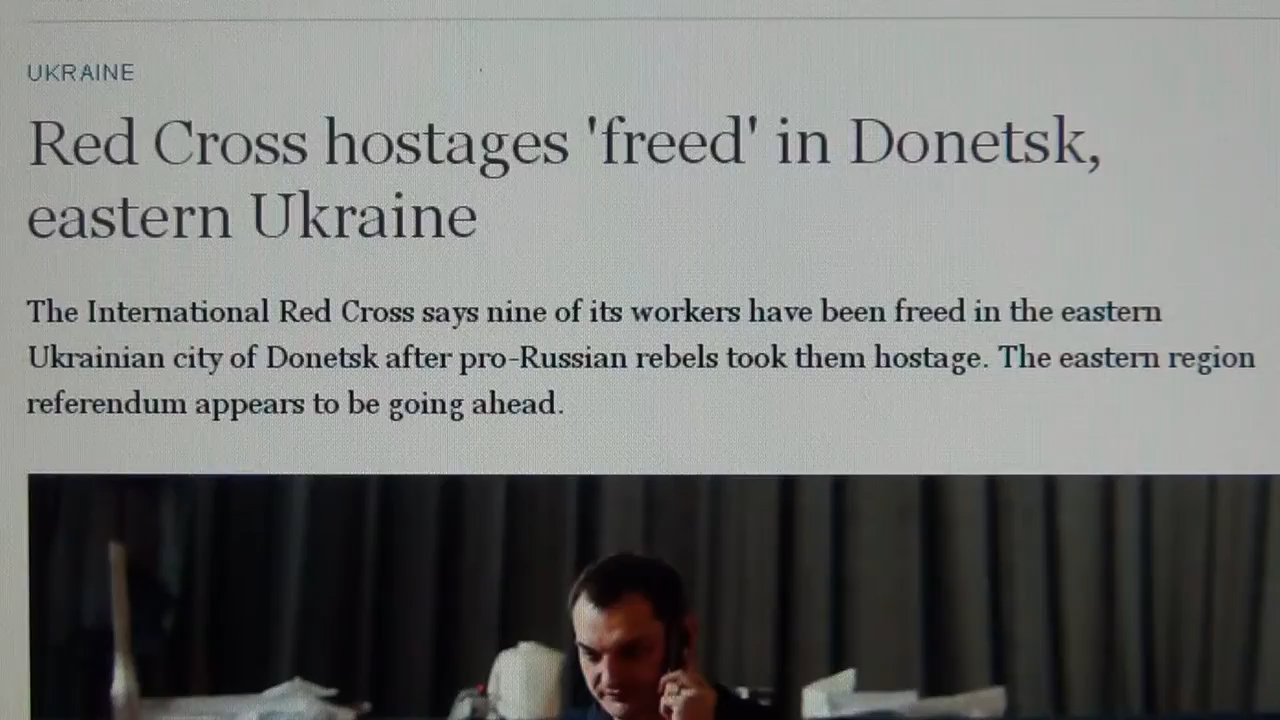 UKRAINE
Red Cross hostages 'freed' in Donetsk,
eastern Ukraine
The International Red Cross says nine of its workers have been freed in the eastern
Ukrainian city of Donetsk after pro-Russian rebels took them hostage. The eastern region
referendum appears to be going ahead.